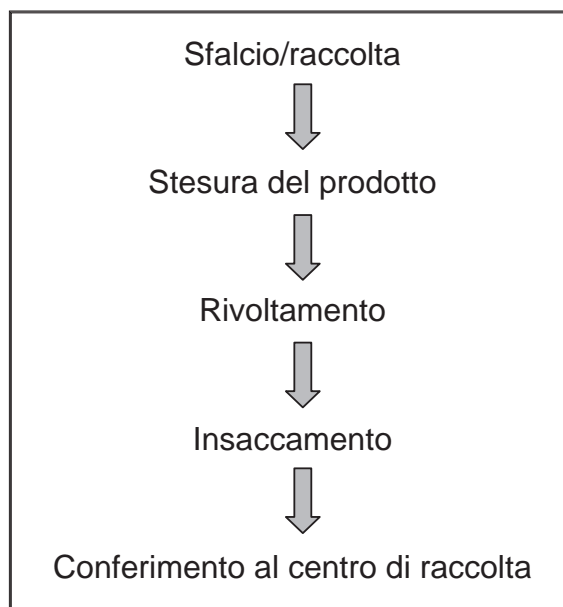 Sfalcio/raccolta
Stesura del prodotto
Rivoltamento
Insaccamento
Conferimento al centro di raccolta